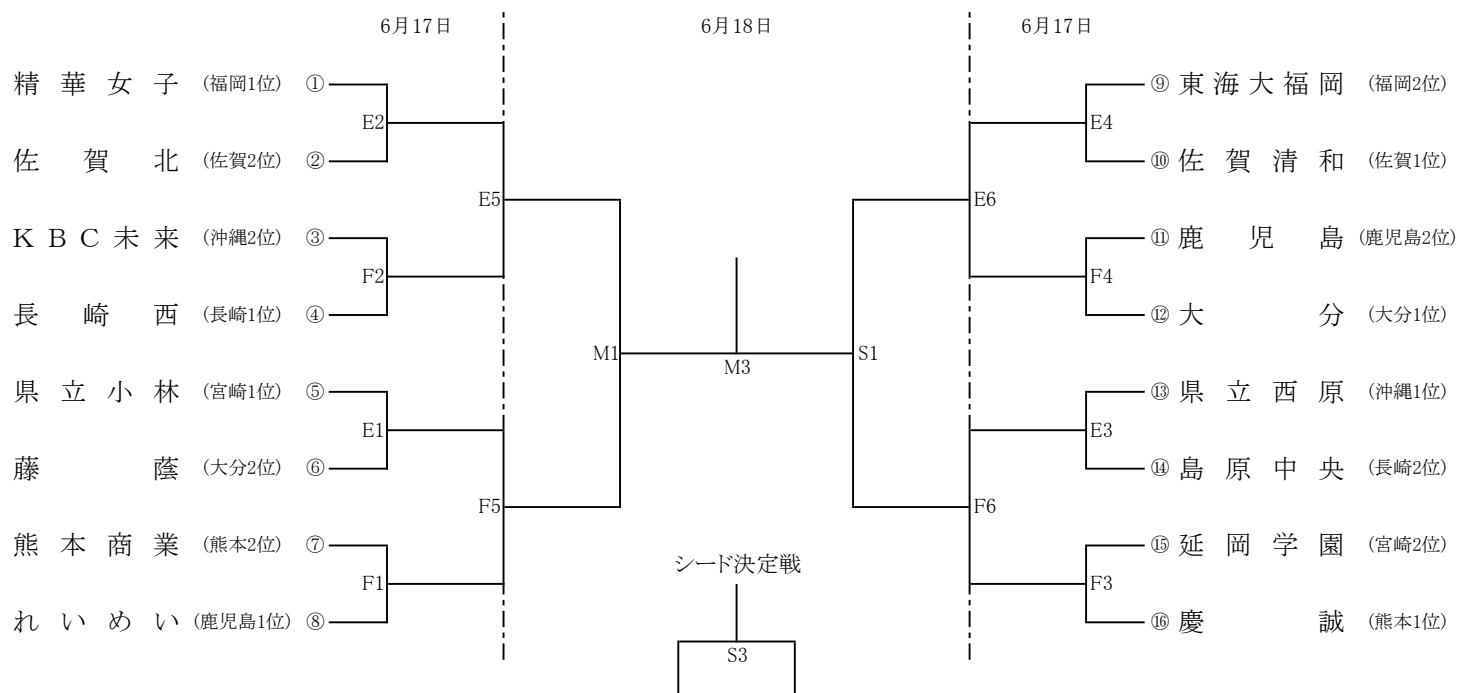 6月17日 6月18日 6月17日
精華女子 (福岡1位) ① ⑨ 東海大福岡 (福岡2位)
E2 E4
佐賀北 (佐賀2位) ② ⑩ 佐賀清和 (佐賀1位)
E5 E6
KBC未来 (沖縄2位) ③ ⑪ 鹿児島 (鹿児島2位)
F2 F4
長崎西 (長崎1位) ④ ⑫ 大分 (大分1位)
M1 M3 S1
県立小林 (宮崎1位) ⑤ ⑬ 県立西原 (沖縄1位)
E1 E3
藤蔭 (大分2位) ⑥ ⑭ 島原中央 (長崎2位)
F5 F6
熊本商業 (熊本2位) ⑦ ⑮ 延岡学園 (宮崎2位)
シード決定戦
F1 F3
れいめい (鹿児島1位) ⑧ ⑯ 慶誠 (熊本1位)
S3